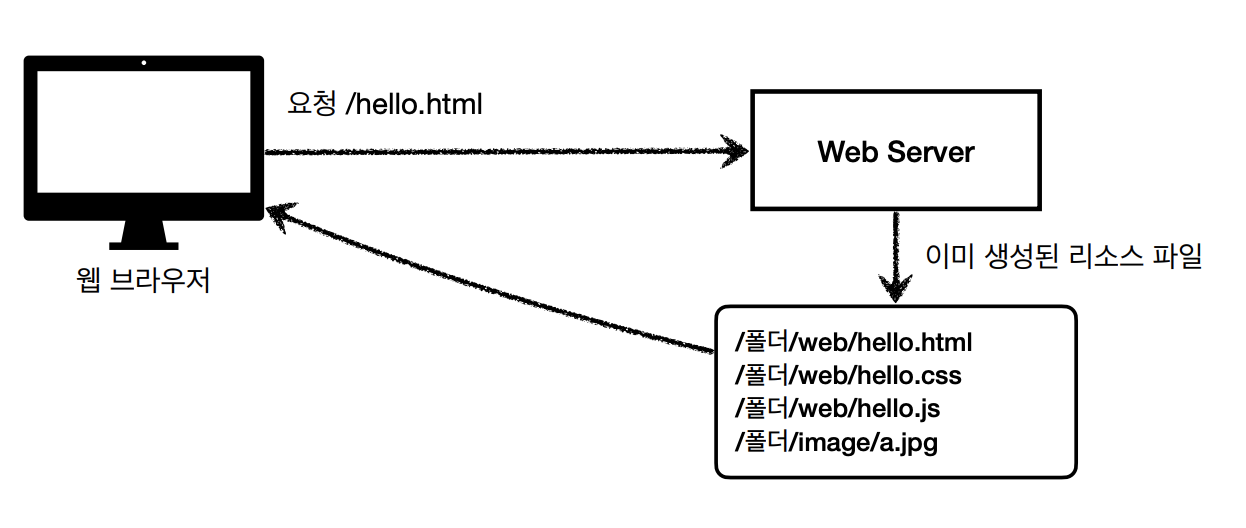 요청 /hello.html
Web Server
웹 브라우저
이미 생성된 리소스 파일
/폴더/web/hello.html
/폴더/web/hello.css
/폴더/web/hello.js
/폴더/image/a.jpg